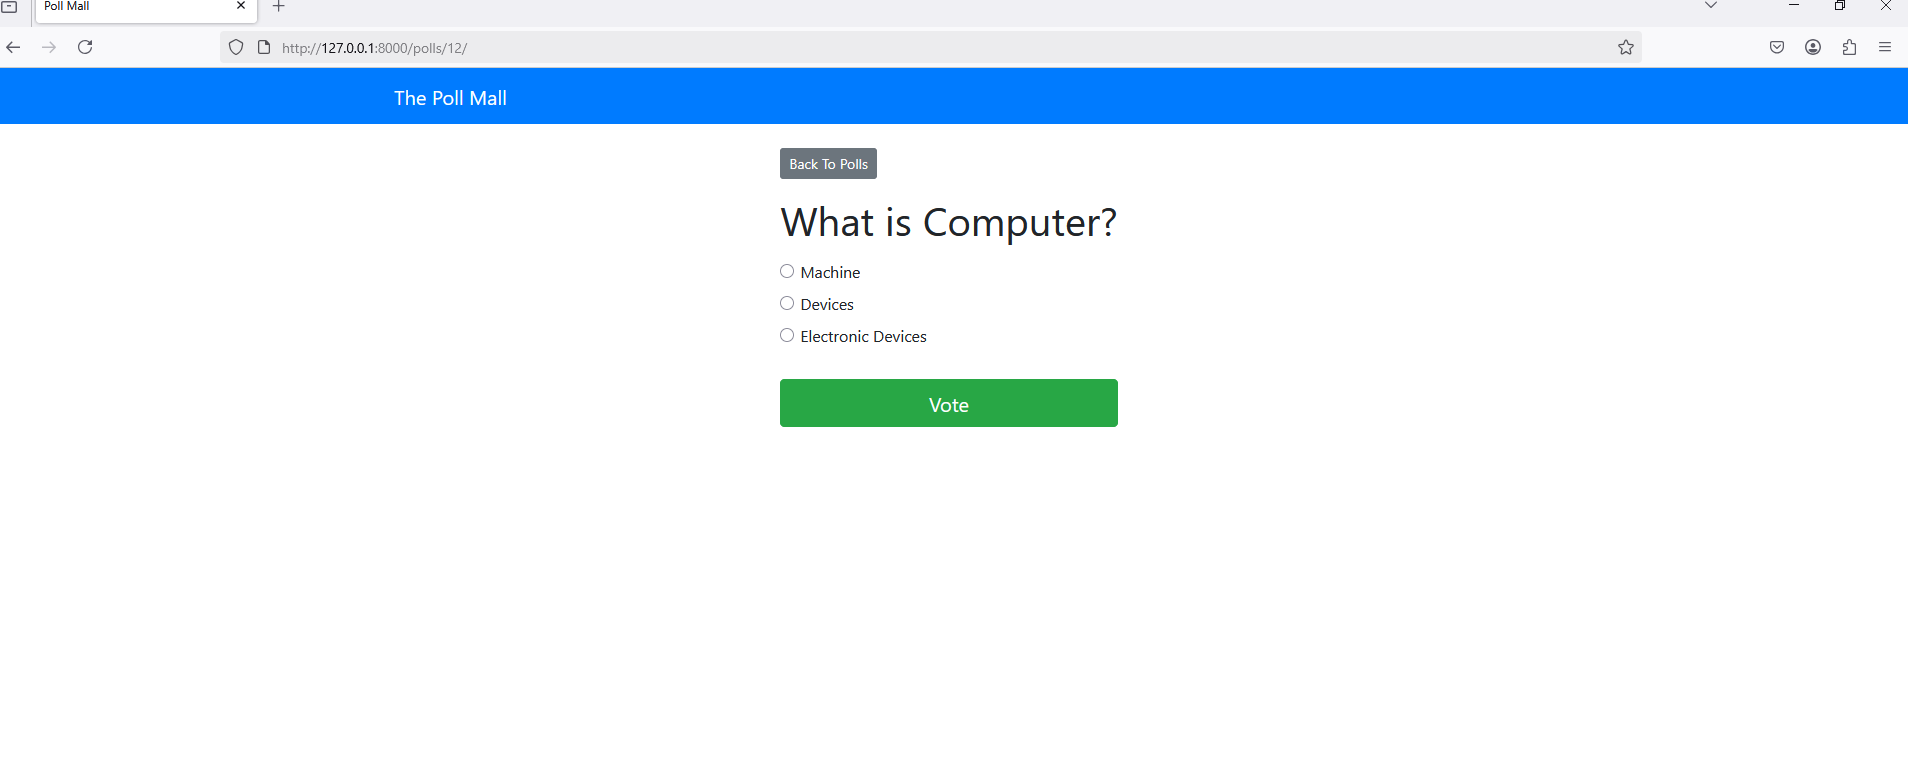 Poll Mall
http://127.0.0.1:8000/polls/12/
The Poll Mall
Back To Polls
What is Computer?
Machine
Devices
Electronic Devices
Vote